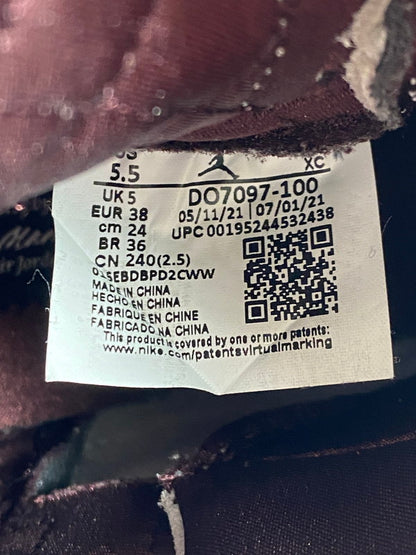 US XC
5.5
UK 5 DO7097-100
EUR 38 05/11/21 07/01/21
cm 24 UPC 00195244532438
BR 36
CN 240(2.5)
MADE IN CHINA
HECHO EN CHINA
FABRIQUE EN CHINE
FABRICADO NA CHINA
This product is covered by one or more patents:
www.nike.com/patentsvirtualmarking